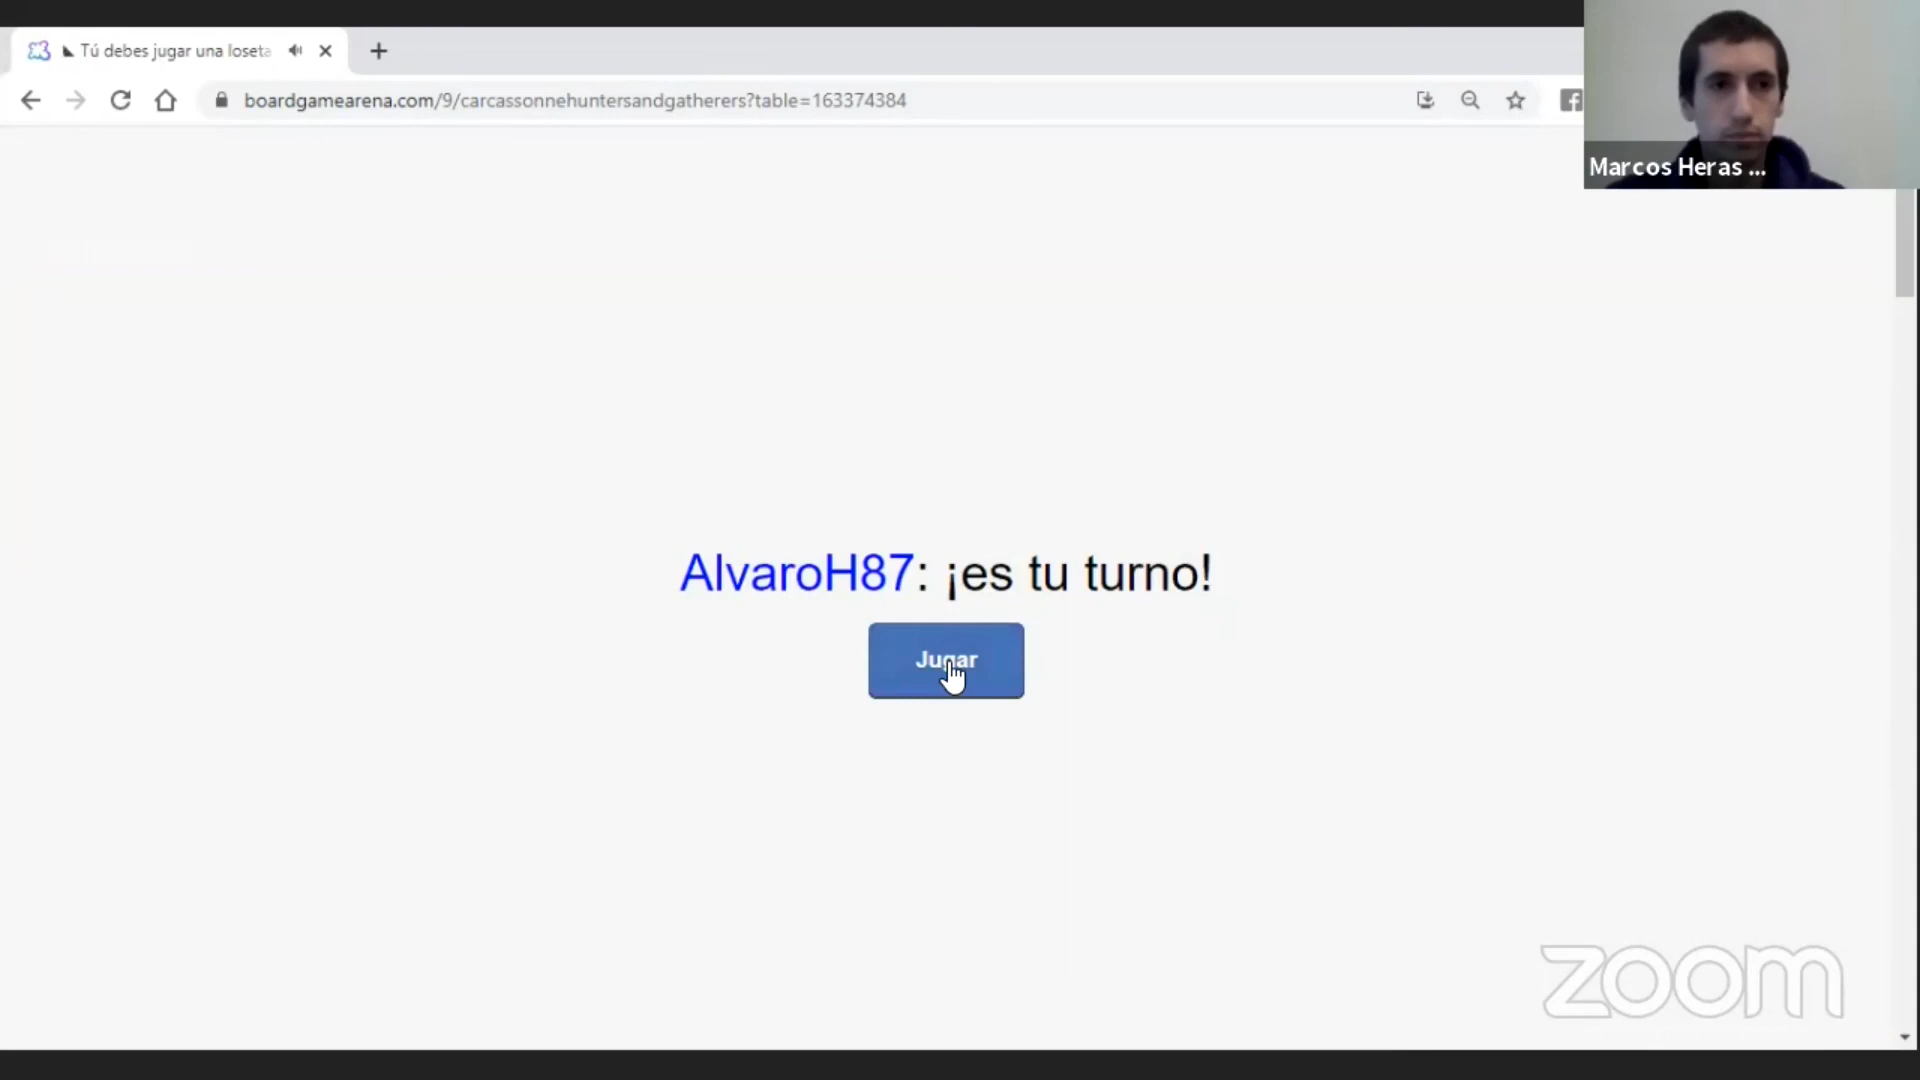 Tú debes jugar una loseta
boardgamearena.com/9/carcassonnehuntersandgatherers?table=163374384
Marcos Heras ...
AlvaroH87: ¡es tu turno!
Jugar
zoom